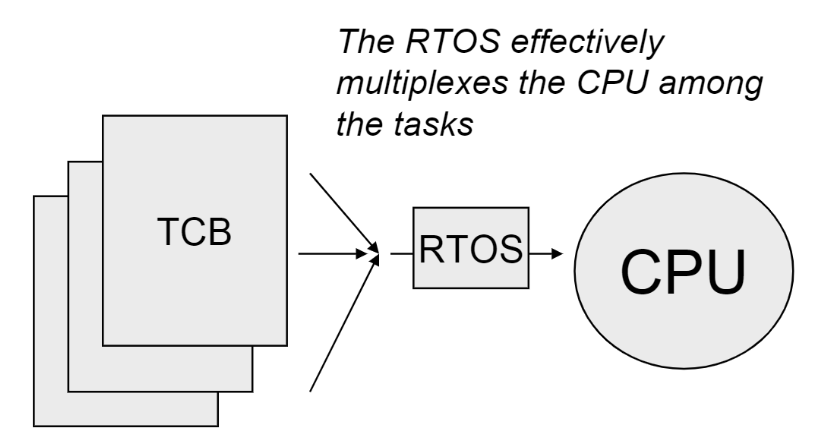 The RTOS effectively
multiplexes the CPU among
the tasks
TCB
RTOS
CPU